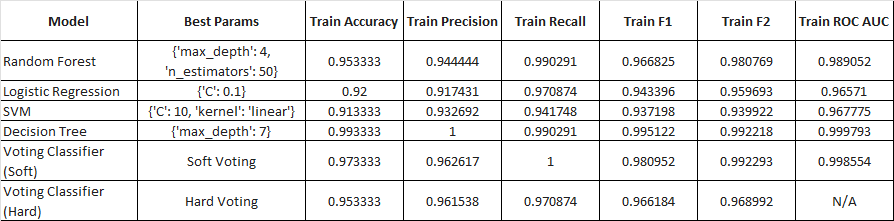 Model Best Params Train Accuracy Train Precision Train Recall Train F1 Train F2 Train ROC AUC
Random Forest {'max_depth': 4, 'n_estimators': 50} 0.953333 0.944444 0.990291 0.966825 0.980769 0.989052
Logistic Regression {'C': 0.1} 0.92 0.917431 0.970874 0.943396 0.959693 0.96571
SVM {'C': 10, 'kernel': 'linear'} 0.913333 0.932692 0.941748 0.937198 0.939922 0.967775
Decision Tree {'max_depth': 7} 0.993333 1 0.990291 0.995122 0.992218 0.999793
Voting Classifier (Soft) Soft Voting 0.973333 0.962617 1 0.980952 0.992293 0.998554
Voting Classifier (Hard) Hard Voting 0.953333 0.961538 0.970874 0.966184 0.968992 N/A